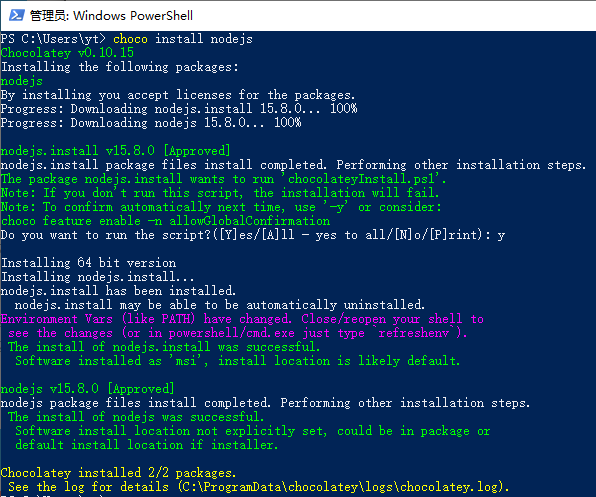 管理员: Windows PowerShell
PS C:\Users\yt> choco install nodejs
Chocolatey v0.10.15
Installing the following packages:
nodejs
By installing you accept licenses for the packages.
Progress: Downloading nodejs.install 15.8.0... 100%
Progress: Downloading nodejs 15.8.0... 100%
nodejs.install v15.8.0 [Approved]
nodejs.install package files install completed. Performing other installation steps.
The package nodejs.install wants to run 'chocolateyInstall.ps1'.
Note: If you don't run this script, the installation will fail.
Note: To confirm automatically next time, use '-y' or consider:
choco feature enable -n allowGlobalConfirmation
Do you want to run the script?([Y]es/[A]ll - yes to all/[N]o/[P]rint): y
Installing 64 bit version
Installing nodejs.install...
nodejs.install has been installed.
nodejs.install may be able to be automatically uninstalled.
Environment Vars (like PATH) have changed. Close/reopen your shell to
see the changes (or in powershell/cmd.exe just type `refreshenv`).
The install of nodejs.install was successful.
Software installed as 'msi', install location is likely default.
nodejs v15.8.0 [Approved]
nodejs package files install completed. Performing other installation steps.
The install of nodejs was successful.
Software install location not explicitly set, could be in package or
default install location if installer.
Chocolatey installed 2/2 packages.
See the log for details (C:\ProgramData\chocolatey\logs\chocolatey.log).